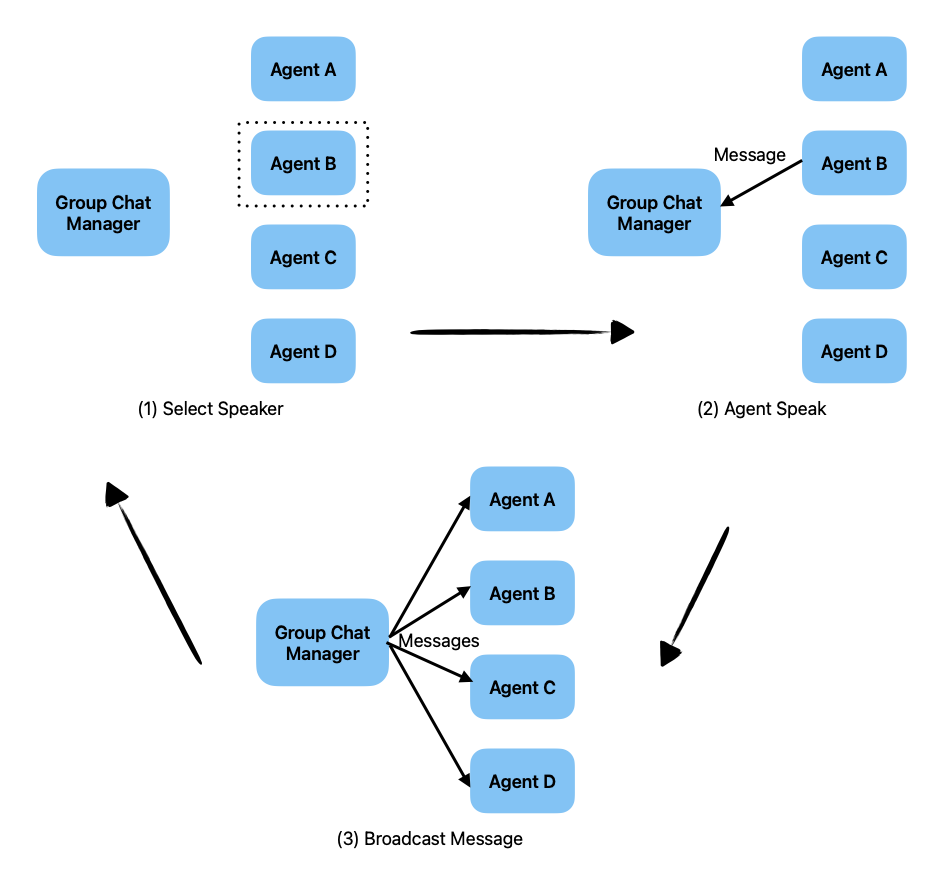 Agent A
Agent B
Group Chat
Manager
Agent C
Agent D
(1) Select Speaker
Agent A
Message
Agent B
Group Chat
Manager
Agent C
Agent D
(2) Agent Speak
Agent A
Agent B
Group Chat
Manager
Messages
Agent C
Agent D
(3) Broadcast Message